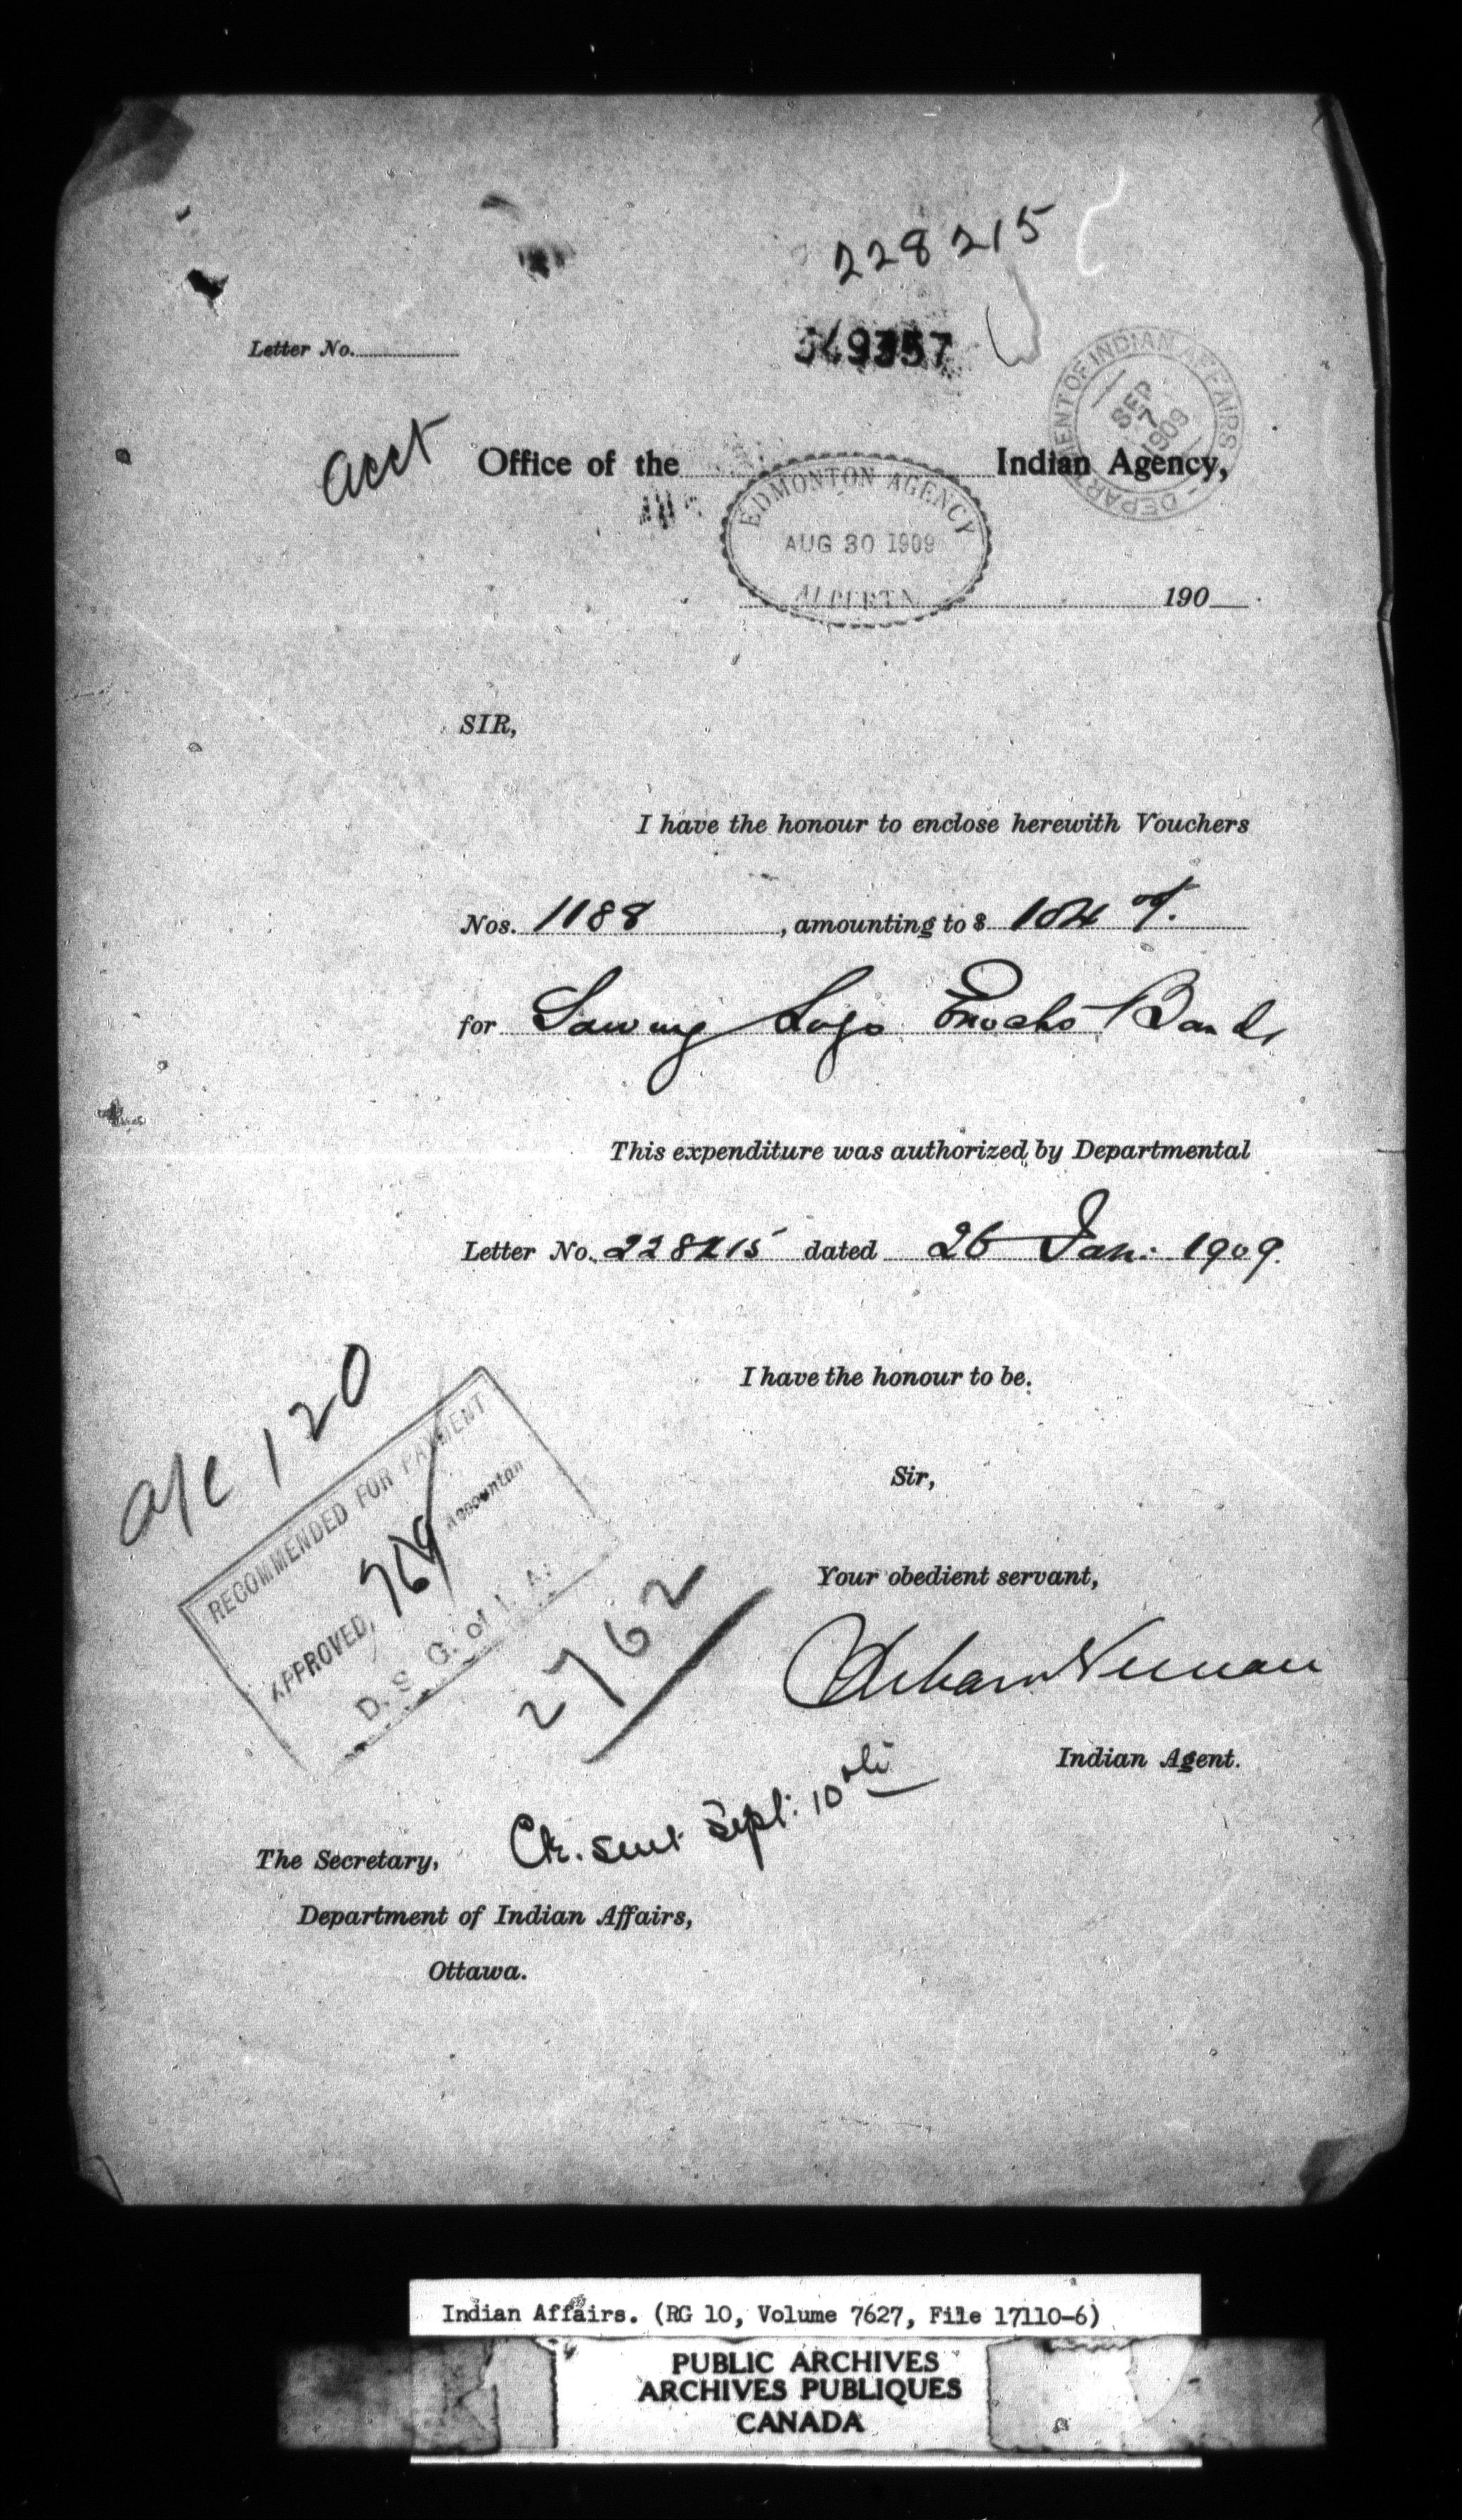 228215
Letter No.
349357
DEPARTMENT OF INDIAN AFFAIRS
SEP 7 1909
acct
Office of the Indian Agency,
EDMONTON AGENCY
AUG 30 1909
ALBERTA
190
SIR,
I have the honour to enclose herewith Vouchers
Nos. 1188, amounting to $ 104
for Sawing Logs Enochs Band
This expenditure was authorized by Departmental
Letter No. 228215 dated 26 Jan: 1909.
I have the honour to be.
Sir,
a/c 120
RECOMMENDED FOR PAYMENT
Accountan
APPROVED,
D. S. G. of I. A.
Your obedient servant,
2762
Indian Agent.
Ck. sent Sept: 10th
The Secretary,
Department of Indian Affairs,
Ottawa.
Indian Affairs. (RG 10, Volume 7627, File 17110-6)
PUBLIC ARCHIVES
ARCHIVES PUBLIQUES
CANADA